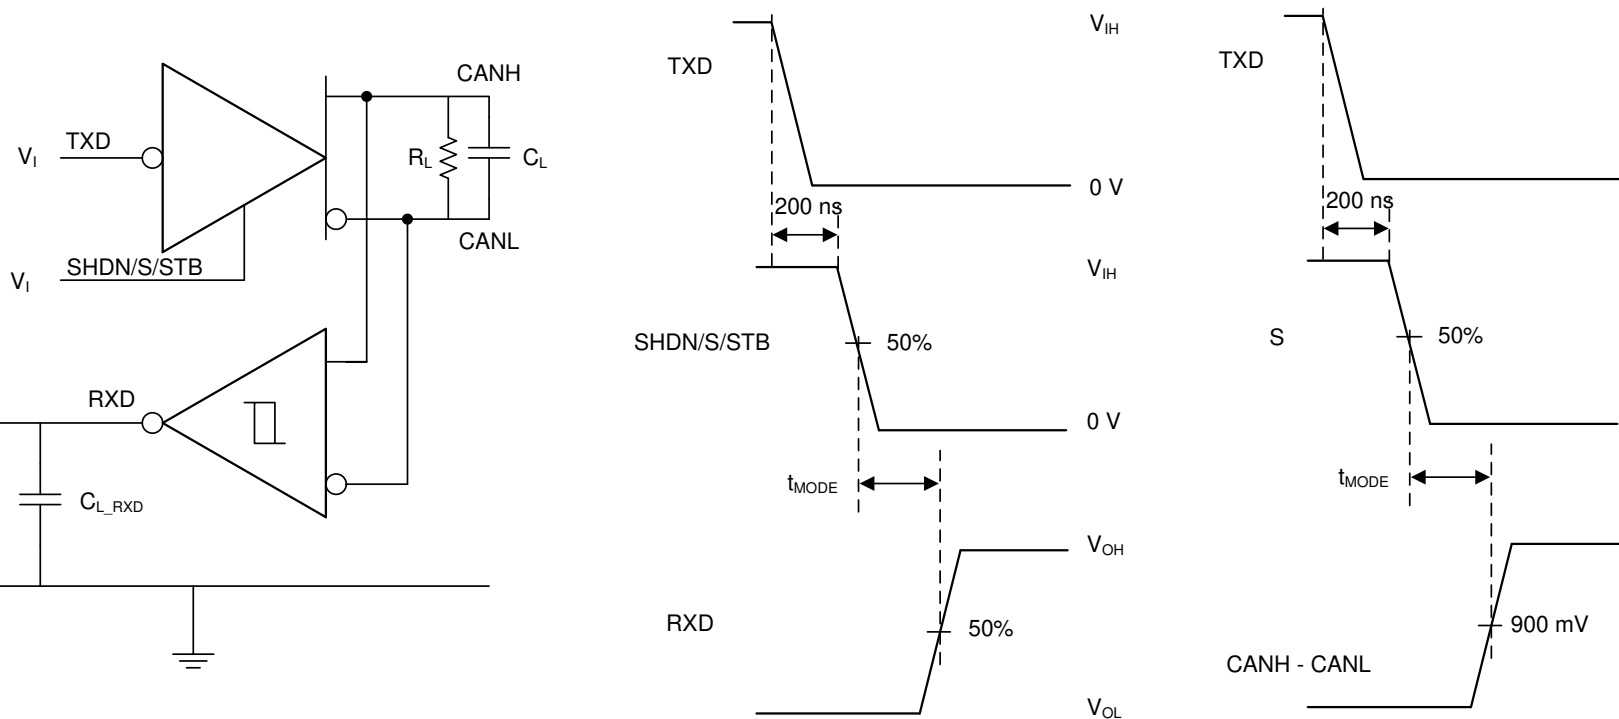 CANH
TXD
V_I
R_L
C_L
CANL
SHDN/S/STB
V_I
RXD
C_L_RXD
TXD
V_IH
0 V
200 ns
V_IH
SHDN/S/STB
50%
0 V
t_MODE
V_OH
RXD
50%
V_OL
TXD
200 ns
S
50%
t_MODE
900 mV
CANH - CANL